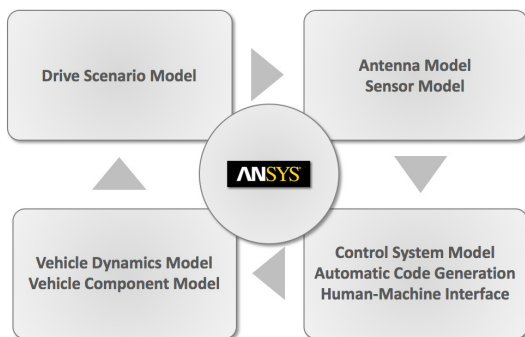 Drive Scenario Model
Antenna Model
Sensor Model
ANSYS
Vehicle Dynamics Model
Vehicle Component Model
Control System Model
Automatic Code Generation
Human-Machine Interface